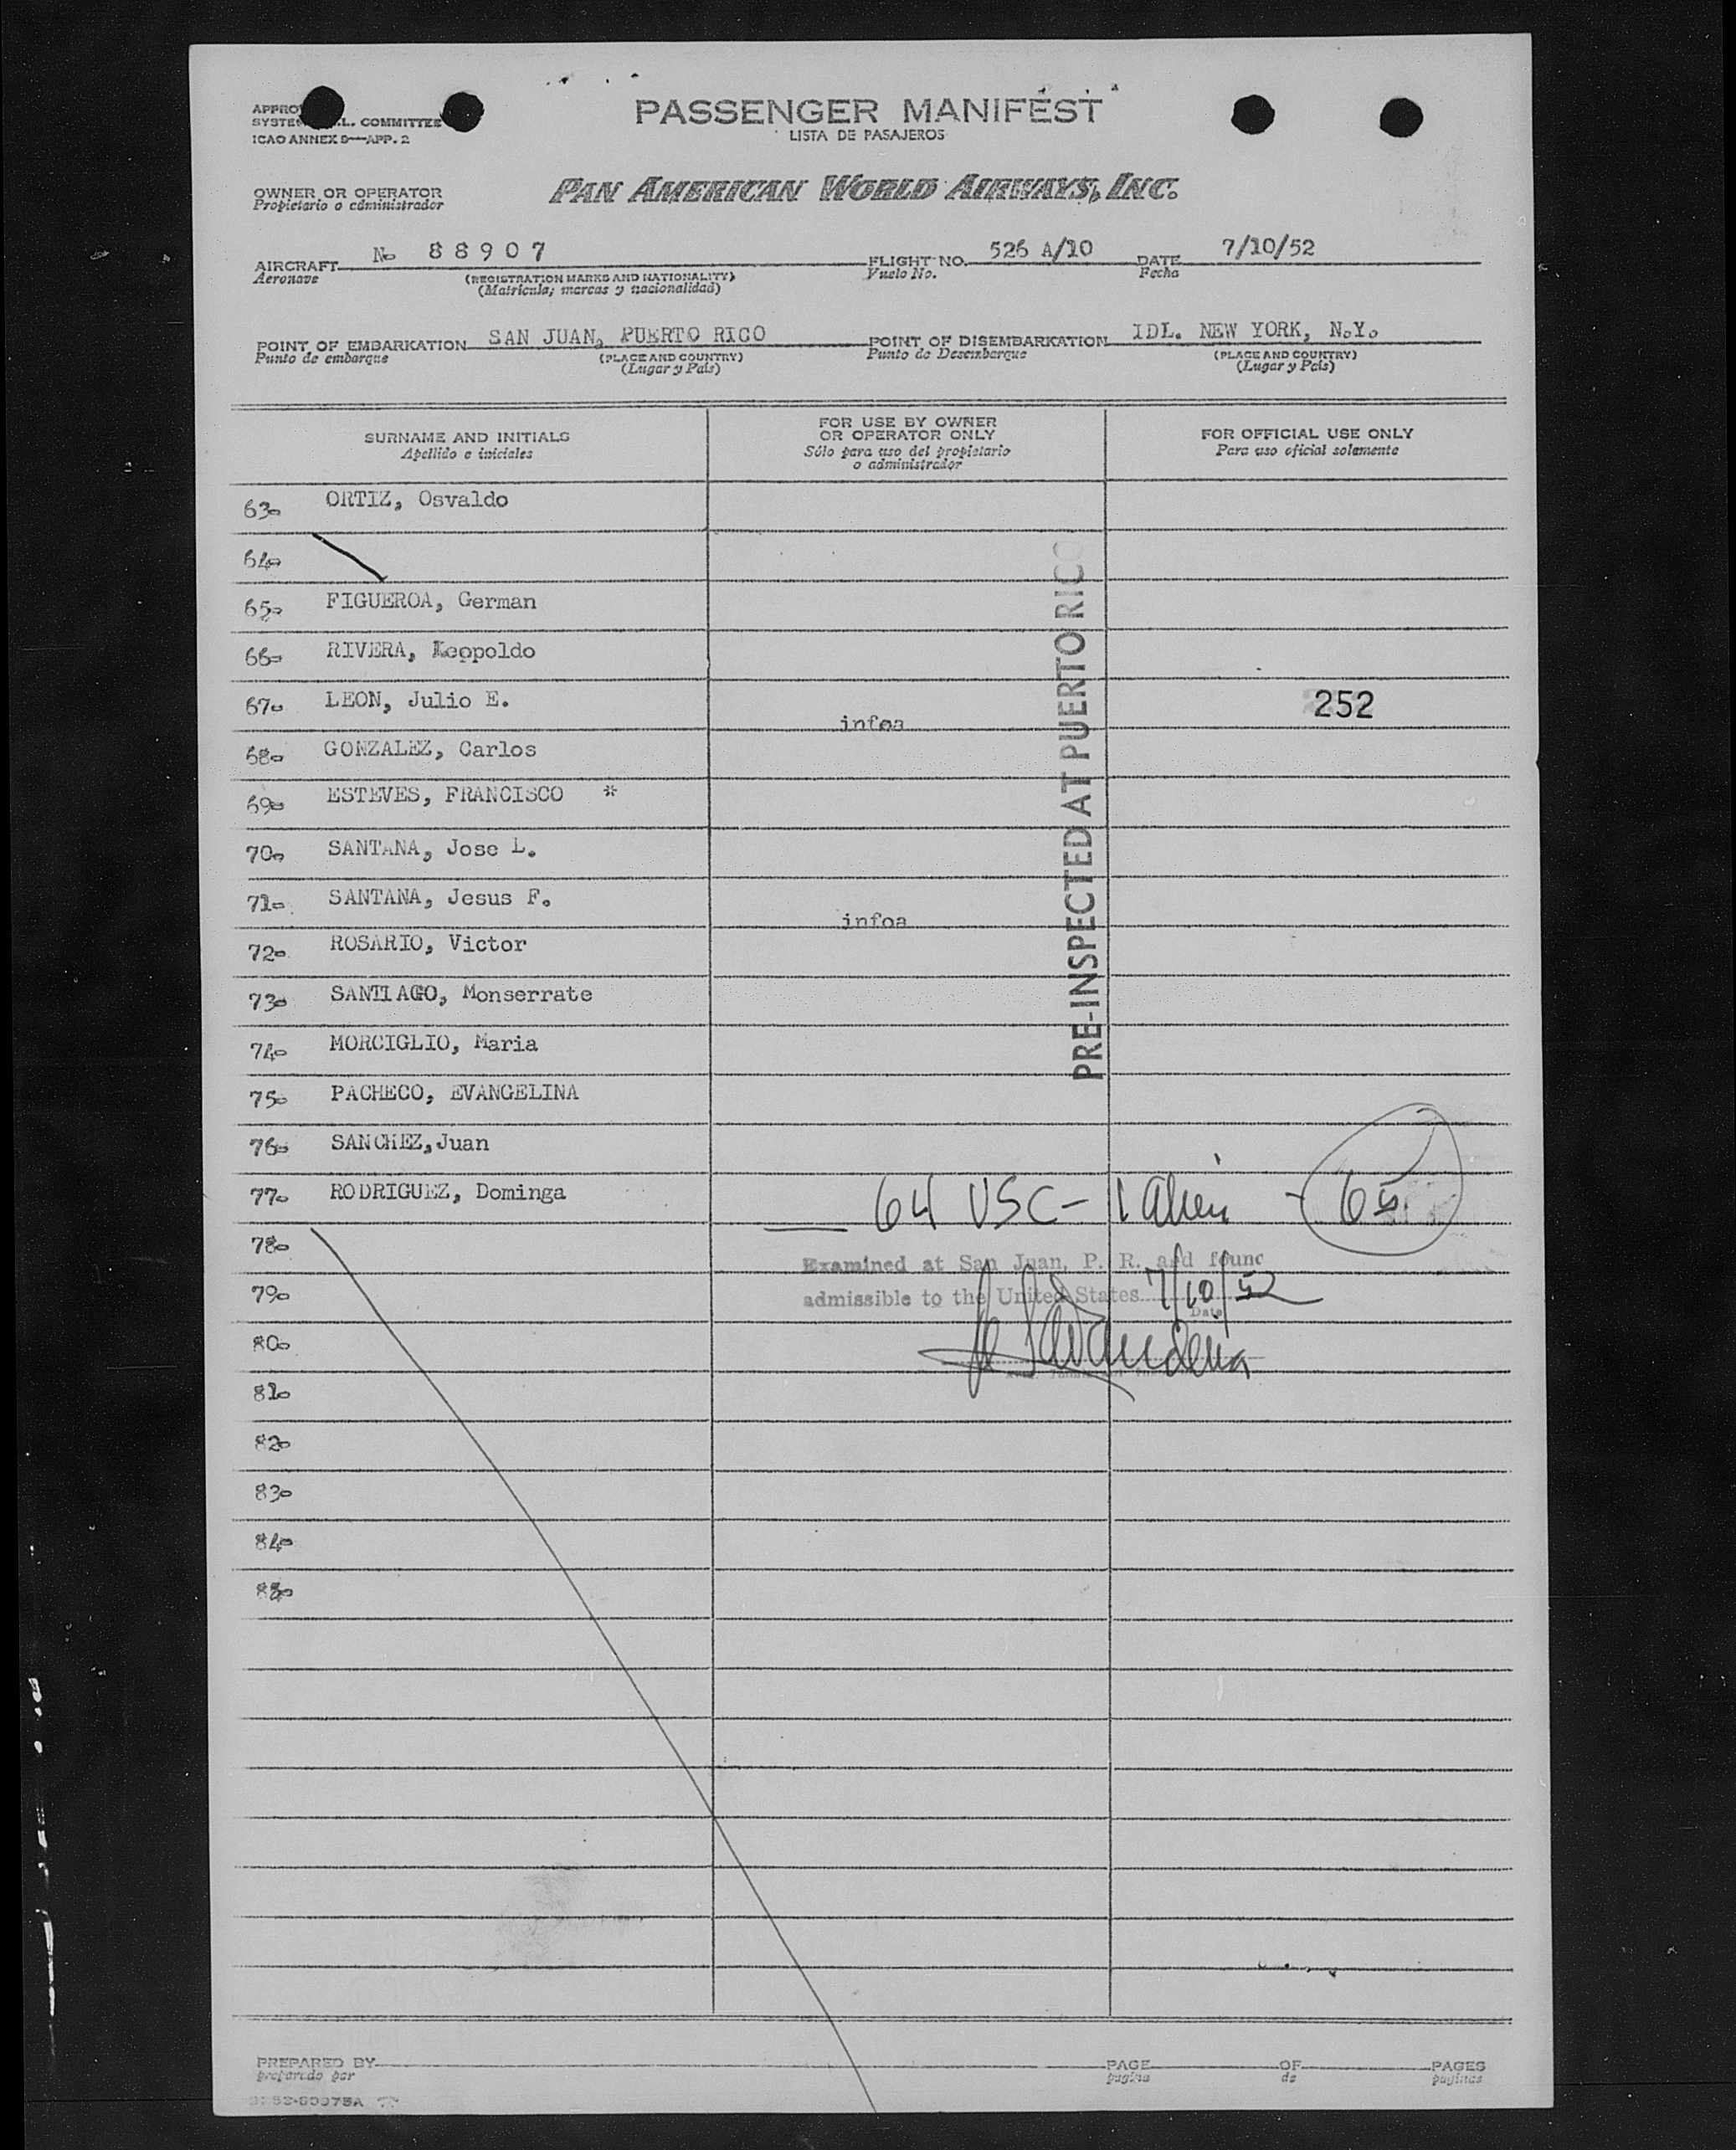 PASSENGER MANIFEST
LISTA DE PASAJEROS
COMMITTEE
ICAO ANNEX 9—APP. 2
OWNER OR OPERATOR
Propietario o administrador
PAN AMERICAN WORLD AIRWAYS, INC.
AIRCRAFT No 88907 FLIGHT NO. 526 A/10 DATE 7/10/52
Aeronave (REGISTRATION MARKS AND NATIONALITY) Vuelo No. Fecha
(Matrícula; marcas y nacionalidad)
POINT OF EMBARKATION SAN JUAN, PUERTO RICO POINT OF DISEMBARKATION IDL. NEW YORK, N.Y.
Punto de embarque (PLACE AND COUNTRY) Punto de Desembarque (PLACE AND COUNTRY)
(Lugar y País) (Lugar y País)
SURNAME AND INITIALS
Apellido e iniciales
FOR USE BY OWNER
OR OPERATOR ONLY
Sólo para uso del propietario
o administrador
FOR OFFICIAL USE ONLY
Para uso oficial solamente
63. ORTIZ, Osvaldo
64.
65. FIGUEROA, German
66. RIVERA, Leopoldo
67. LEON, Julio E. infoa 252
68. GONZALEZ, Carlos
69. ESTEVES, FRANCISCO *
70. SANTANA, Jose L.
71. SANTANA, Jesus F. infoa
72. ROSARIO, Victor
73. SANTIAGO, Monserrate
74. MORCIGLIO, Maria
75. PACHECO, EVANGELINA
76. SANCHEZ, Juan
77. RODRIGUEZ, Dominga
PRE-INSPECTED AT PUERTO RICO
64 USC - 1 alien - 65
78.
Examined at San Juan, P. R. and found
79.
admissible to the United States 7/10/52
Date
80.
81.
82.
83.
84.
85.
PREPARED BY PAGE OF PAGES
preparado por página de páginas